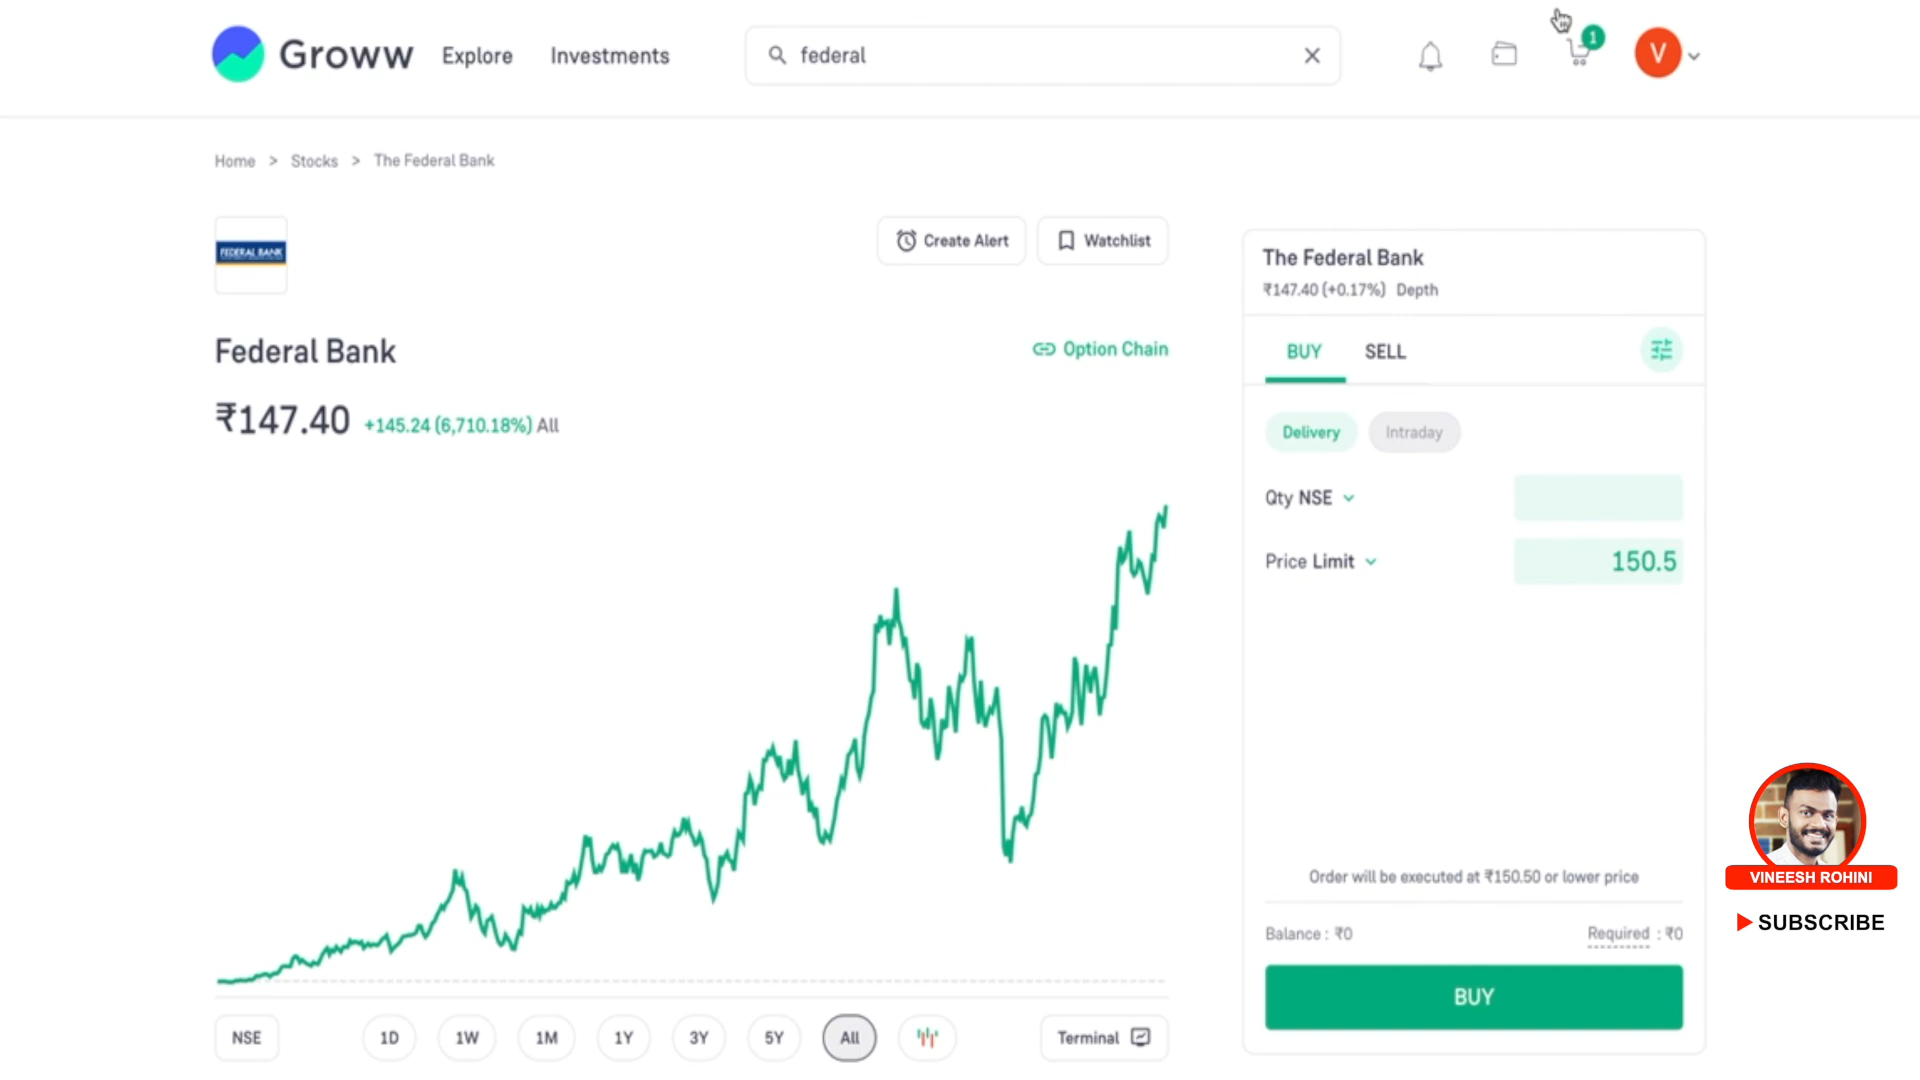 Groww Explore Investments federal 1 V
Home > Stocks > The Federal Bank
FEDERAL BANK
Create Alert Watchlist
Federal Bank
Option Chain
₹147.40 +145.24 (6,710.18%) All
NSE 1D 1W 1M 1Y 3Y 5Y All Terminal
The Federal Bank
₹147.40 (+0.17%) Depth
BUY SELL
Delivery Intraday
Qty NSE
Price Limit 150.5
Order will be executed at ₹150.50 or lower price
Balance : ₹0 Required : ₹0
BUY
VINEESH ROHINI
SUBSCRIBE